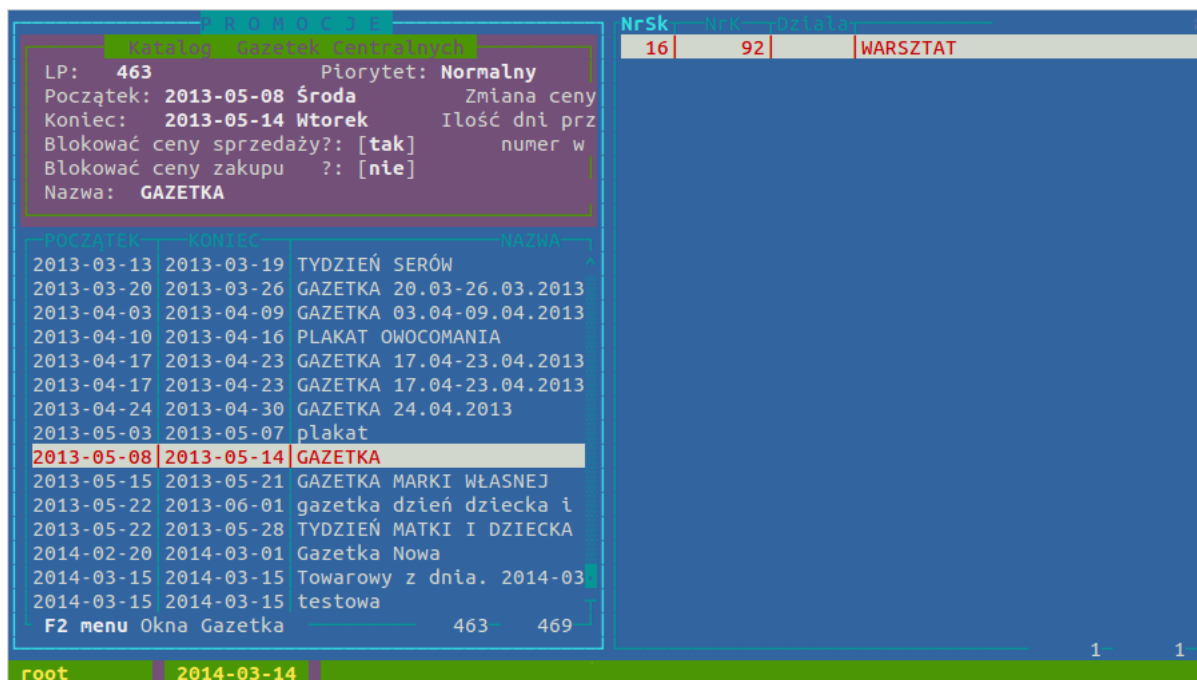 P R O M O C J E
Katalog Gazetek Centralnych
LP: 463 Piorytet: Normalny
Początek: 2013-05-08 Środa Zmiana ceny
Koniec: 2013-05-14 Wtorek Ilość dni prz
Blokować ceny sprzedaży?: [tak] numer w
Blokować ceny zakupu ?: [nie]
Nazwa: GAZETKA
POCZĄTEK KONIEC NAZWA
2013-03-13 2013-03-19 TYDZIEŃ SERÓW
2013-03-20 2013-03-26 GAZETKA 20.03-26.03.2013
2013-04-03 2013-04-09 GAZETKA 03.04-09.04.2013
2013-04-10 2013-04-16 PLAKAT OWOCOMANIA
2013-04-17 2013-04-23 GAZETKA 17.04-23.04.2013
2013-04-17 2013-04-23 GAZETKA 17.04-23.04.2013
2013-04-24 2013-04-30 GAZETKA 24.04.2013
2013-05-03 2013-05-07 plakat
2013-05-08 2013-05-14 GAZETKA
2013-05-15 2013-05-21 GAZETKA MARKI WŁASNEJ
2013-05-22 2013-06-01 gazetka dzień dziecka i
2013-05-22 2013-05-28 TYDZIEŃ MATKI I DZIECKA
2014-02-20 2014-03-01 Gazetka Nowa
2014-03-15 2014-03-15 Towarowy z dnia. 2014-03
2014-03-15 2014-03-15 testowa
F2 menu Okna Gazetka 463 469
NrSk NrK Działa
16 92 WARSZTAT
1 1
root 2014-03-14